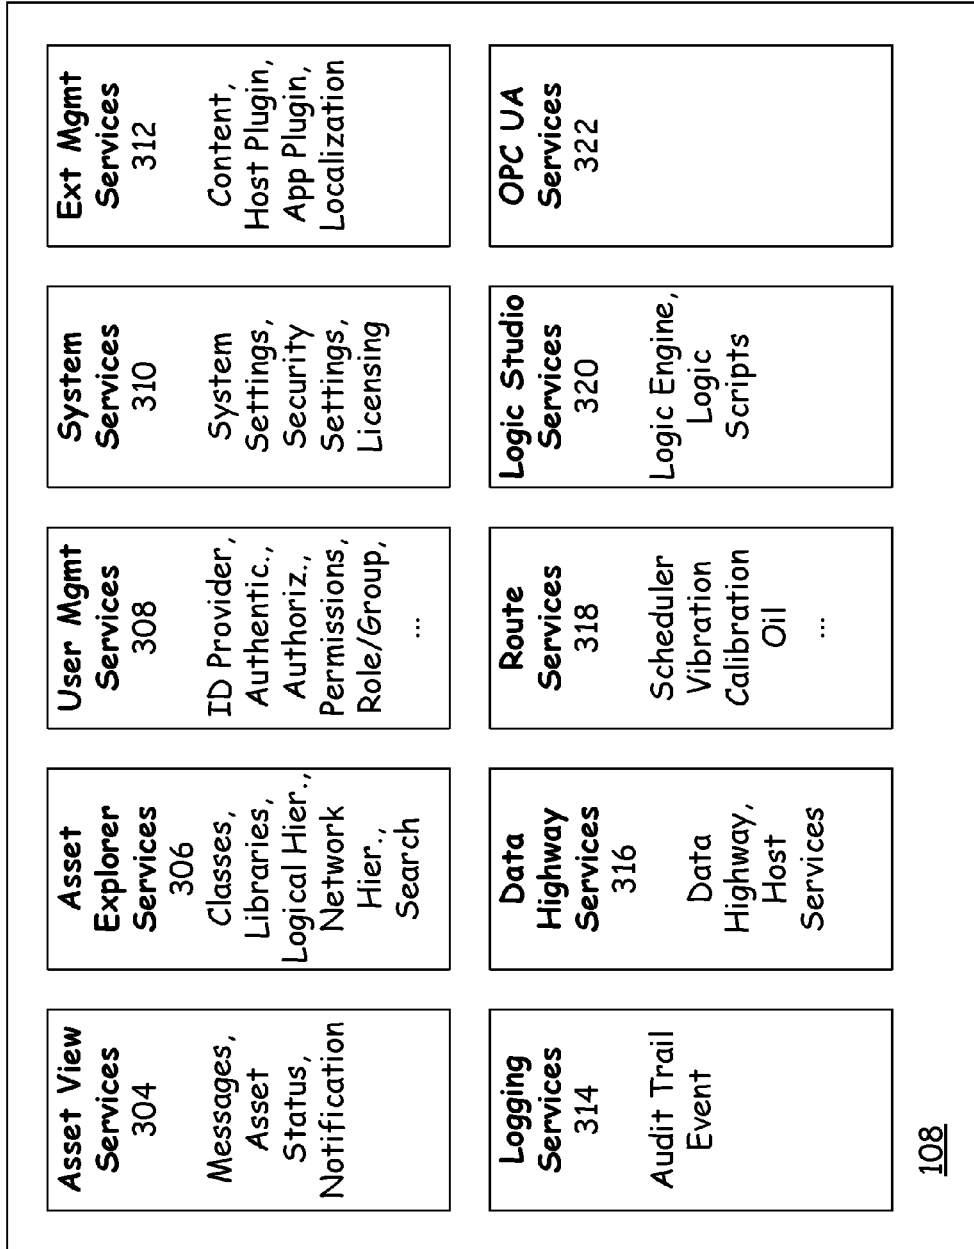 Asset View
Services
304
Messages,
Asset
Status,
Notification
Asset
Explorer
Services
306
Classes,
Libraries,
Logical Hier.,
Network
Hier.,
Search
User Mgmt
Services
308
ID Provider,
Authentic.,
Authoriz.,
Permissions,
Role/Group,
...
System
Services
310
System
Settings,
Security
Settings,
Licensing
Ext Mgmt
Services
312
Content,
Host Plugin,
App Plugin,
Localization
Logging
Services
314
Audit Trail
Event
Data
Highway
Services
316
Data
Highway,
Host
Services
Route
Services
318
Scheduler
Vibration
Calibration
Oil
...
Logic Studio
Services
320
Logic Engine,
Logic
Scripts
OPC UA
Services
322
108